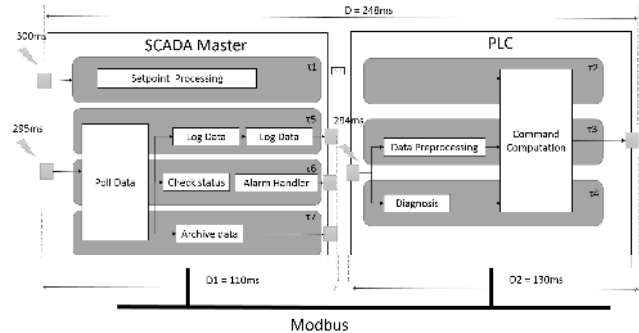 D = 248ms
300ms
SCADA Master
PLC
τ1
Setpoint Processing
τ2
295ms
τ5
Log Data
Log Data
294ms
τ3
Command Computation
Data Preprocessing
Poll Data
τ6
Check status
Alarm Handler
τ4
Diagnosis
τ7
Archive data
D1 = 110ms
D2 = 130ms
Modbus